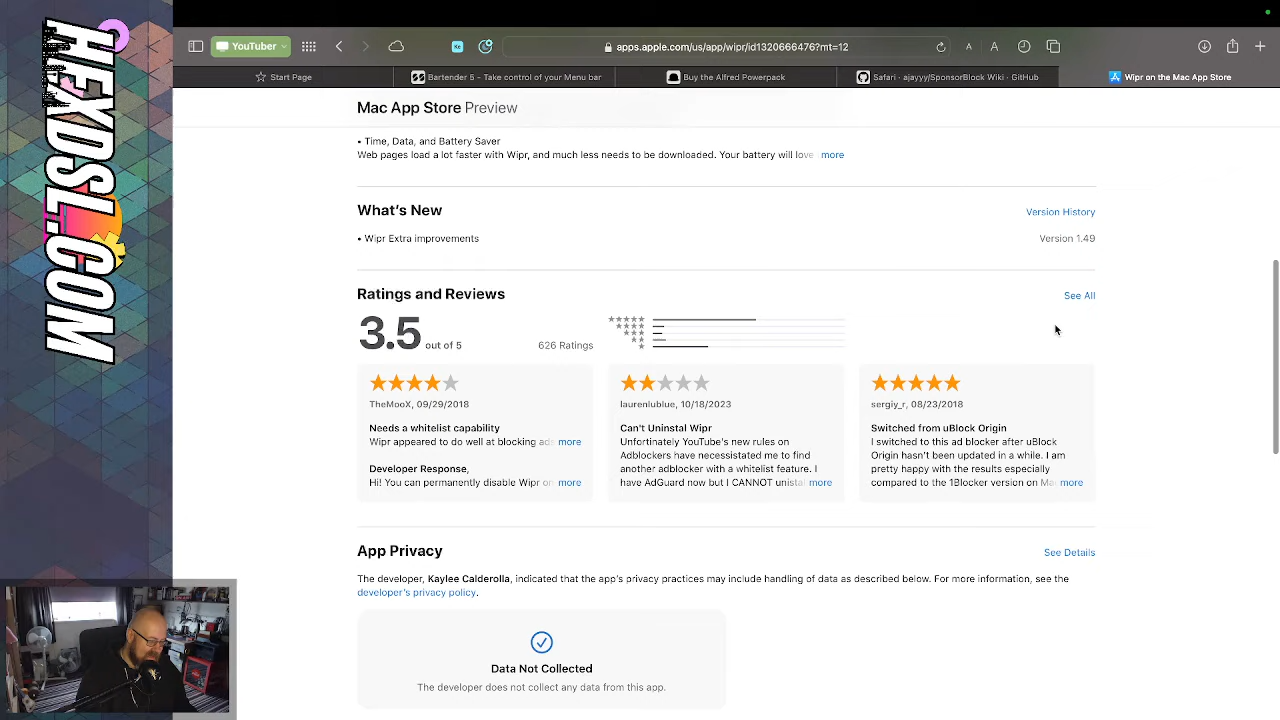 HEXDSL.COM
YouTuber
apps.apple.com/us/app/wipr/id1320666476?mt=12
A A
Start Page
Bartender 5 - Take control of your Menu bar
Buy the Alfred Powerpack
Safari · ajayyy/SponsorBlock Wiki · GitHub
Wipr on the Mac App Store
Mac App Store Preview
• Time, Data, and Battery Saver
Web pages load a lot faster with Wipr, and much less needs to be downloaded. Your battery will love more
What's New
Version History
• Wipr Extra improvements
Version 1.49
Ratings and Reviews
See All
3.5 out of 5
626 Ratings
★★★★★
★★★★
★★★
★★
★
TheMooX, 09/29/2018
Needs a whitelist capability
Wipr appeared to do well at blocking ads more
Developer Response,
Hi! You can permanently disable Wipr on more
laurenlublue, 10/18/2023
Can't Uninstal Wipr
Unfortinately YouTube's new rules on
Adblockers have necessistated me to find
another adblocker with a whitelist feature. I
have AdGuard now but I CANNOT unistal more
sergiy_r, 08/23/2018
Switched from uBlock Origin
I switched to this ad blocker after uBlock
Origin hasn't been updated in a while. I am
pretty happy with the results especially
compared to the 1Blocker version on Mac more
App Privacy
See Details
The developer, Kaylee Calderolla, indicated that the app's privacy practices may include handling of data as described below. For more information, see the
developer's privacy policy.
Data Not Collected
The developer does not collect any data from this app.